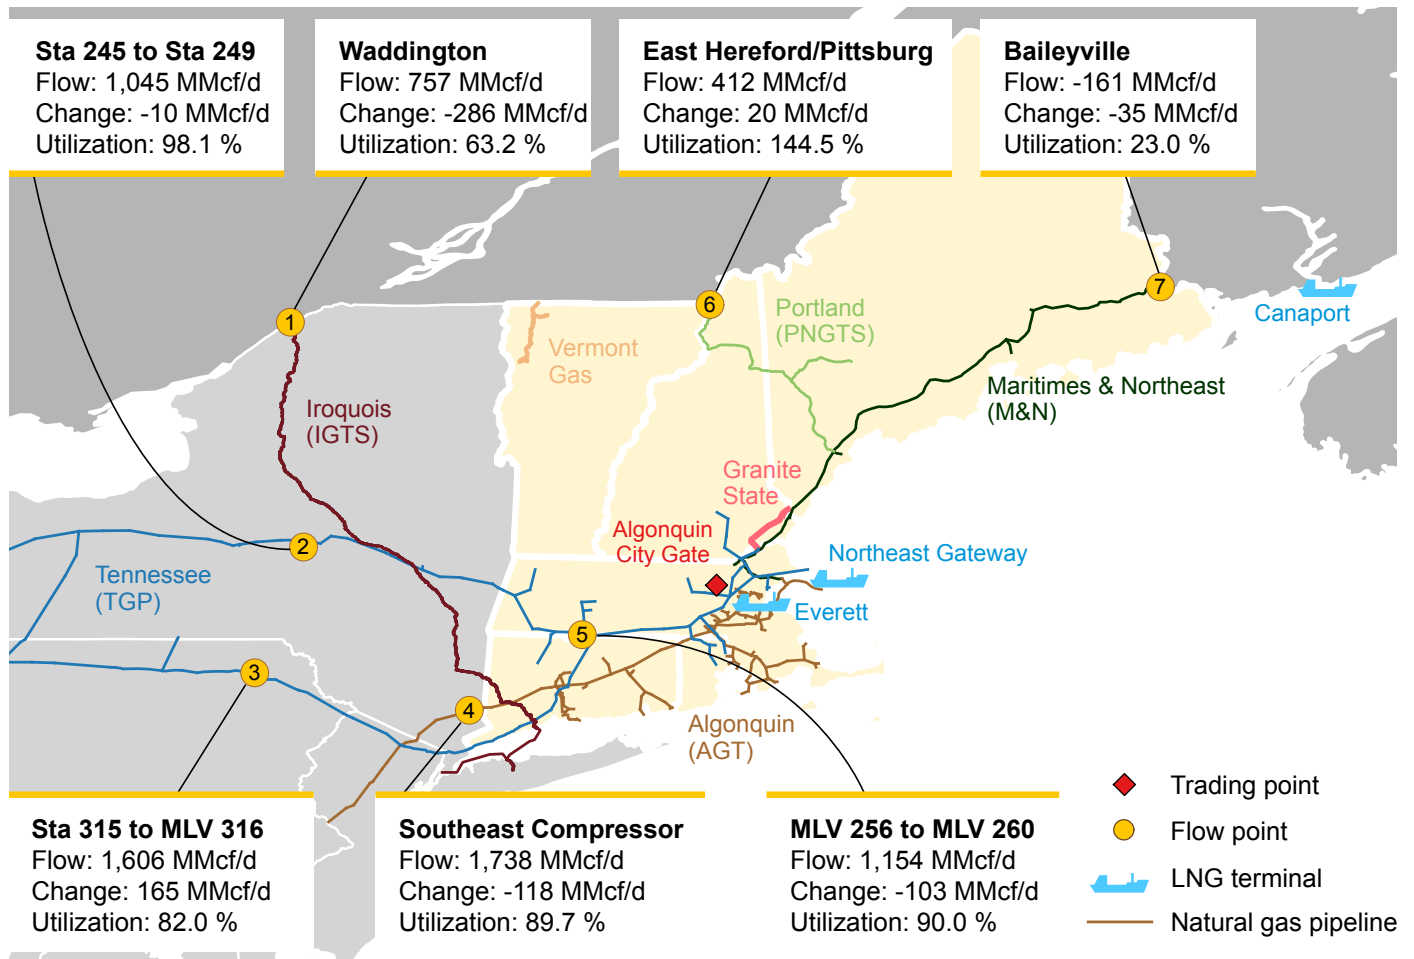 Sta 245 to Sta 249
Flow: 1,045 MMcf/d
Change: -10 MMcf/d
Utilization: 98.1 %
Waddington
Flow: 757 MMcf/d
Change: -286 MMcf/d
Utilization: 63.2 %
East Hereford/Pittsburg
Flow: 412 MMcf/d
Change: 20 MMcf/d
Utilization: 144.5 %
Baileyville
Flow: -161 MMcf/d
Change: -35 MMcf/d
Utilization: 23.0 %
1
6
7
Portland
(PNGTS)
Canaport
Vermont
Gas
Maritimes & Northeast
(M&N)
Iroquois
(IGTS)
Granite
State
Algonquin
City Gate
2
Northeast Gateway
Tennessee
(TGP)
Everett
5
3
4
Algonquin
(AGT)
Sta 315 to MLV 316
Flow: 1,606 MMcf/d
Change: 165 MMcf/d
Utilization: 82.0 %
Southeast Compressor
Flow: 1,738 MMcf/d
Change: -118 MMcf/d
Utilization: 89.7 %
MLV 256 to MLV 260
Flow: 1,154 MMcf/d
Change: -103 MMcf/d
Utilization: 90.0 %
Trading point
Flow point
LNG terminal
Natural gas pipeline